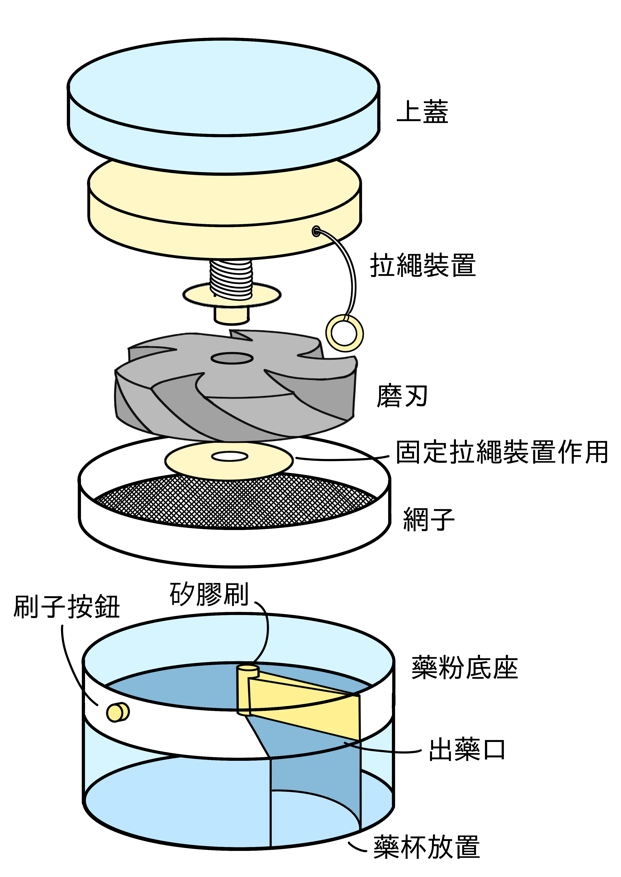 上蓋
拉繩裝置
磨刃
固定拉繩裝置作用
網子
刷子按鈕
矽膠刷
藥粉底座
出藥口
藥杯放置